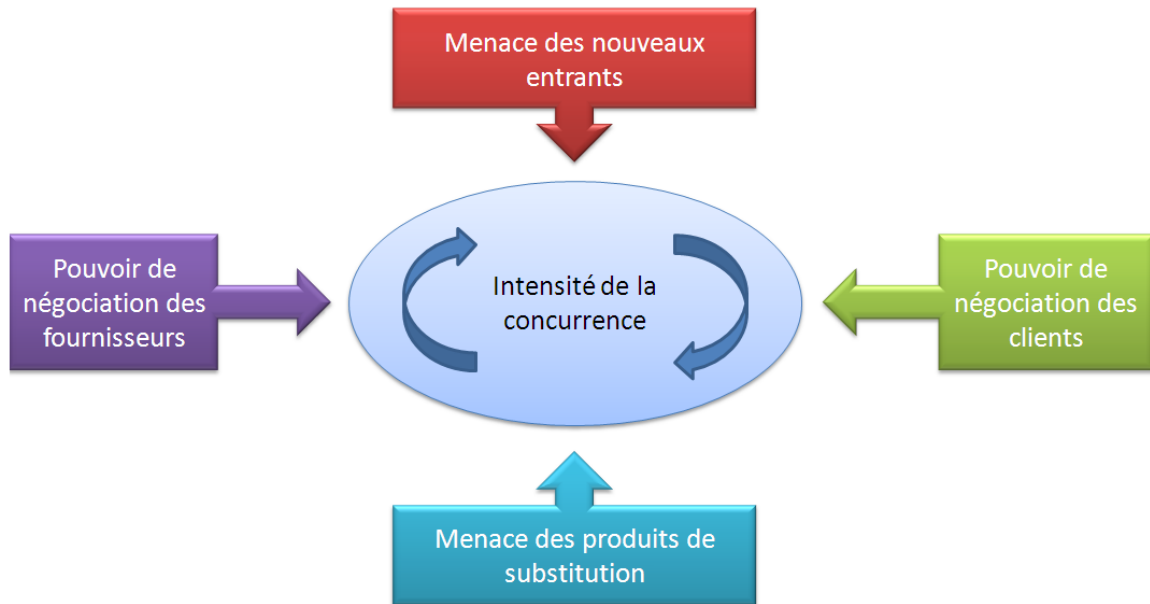 Menace des nouveaux
entrants
Pouvoir de
négociation des
fournisseurs
Intensité de la
concurrence
Pouvoir de
négociation des
clients
Menace des produits de
substitution